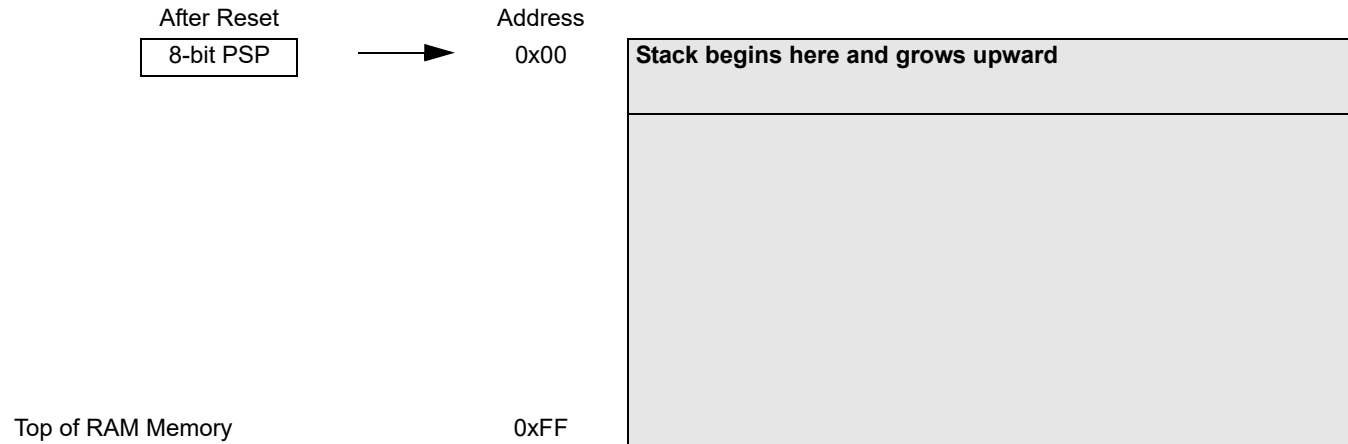 After Reset Address
8-bit PSP 0x00 Stack begins here and grows upward
Top of RAM Memory 0xFF